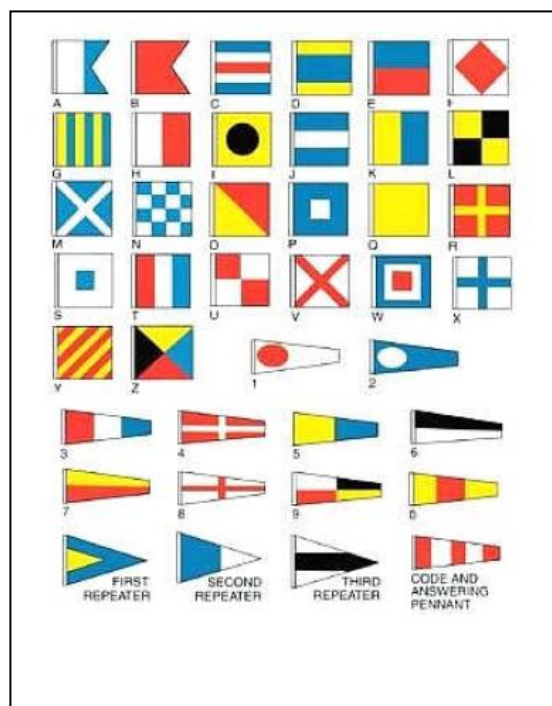 A B C D E F
G H I J K L
M N O P Q R
S T U V W X
Y Z 1 2
3 4 5 6
7 8 9 0
FIRST REPEATER
SECOND REPEATER
THIRD REPEATER
CODE AND ANSWERING PENNANT